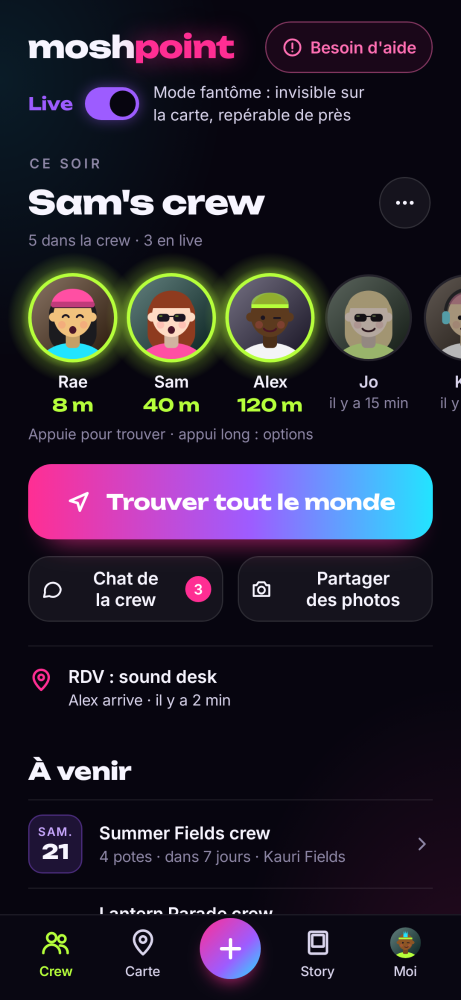 moshpoint
Besoin d'aide
Live
Mode fantôme : invisible sur
la carte, repérable de près
CE SOIR
Sam's crew
5 dans la crew · 3 en live
Rae
8 m
Sam
40 m
Alex
120 m
Jo
il y a 15 min
K
il y
Appuie pour trouver · appui long : options
Trouver tout le monde
Chat de
la crew
3
Partager
des photos
RDV : sound desk
Alex arrive · il y a 2 min
À venir
SAM.
21
Summer Fields crew
4 potes · dans 7 jours · Kauri Fields
Lantern Parade crew
Crew
Carte
Story
Moi